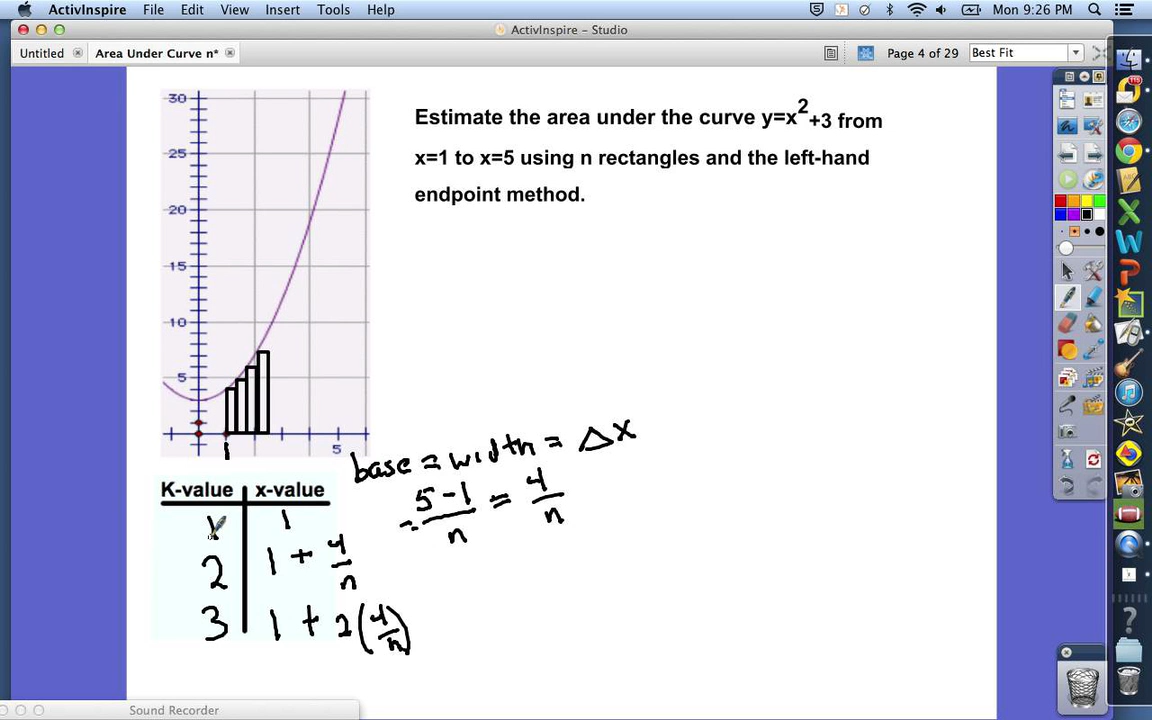 ActivInspire File Edit View Insert Tools Help Mon 9:26 PM
ActivInspire - Studio
Untitled Area Under Curve n* Page 4 of 29 Best Fit
Estimate the area under the curve y=x²+3 from
x=1 to x=5 using n rectangles and the left-hand
endpoint method.
30
25
20
15
10
5
5
1
base = width = Δx
= 5-1/n = 4/n
K-value x-value
1
2 1 + 4/n
3 1 + 2(4/n)
Sound Recorder